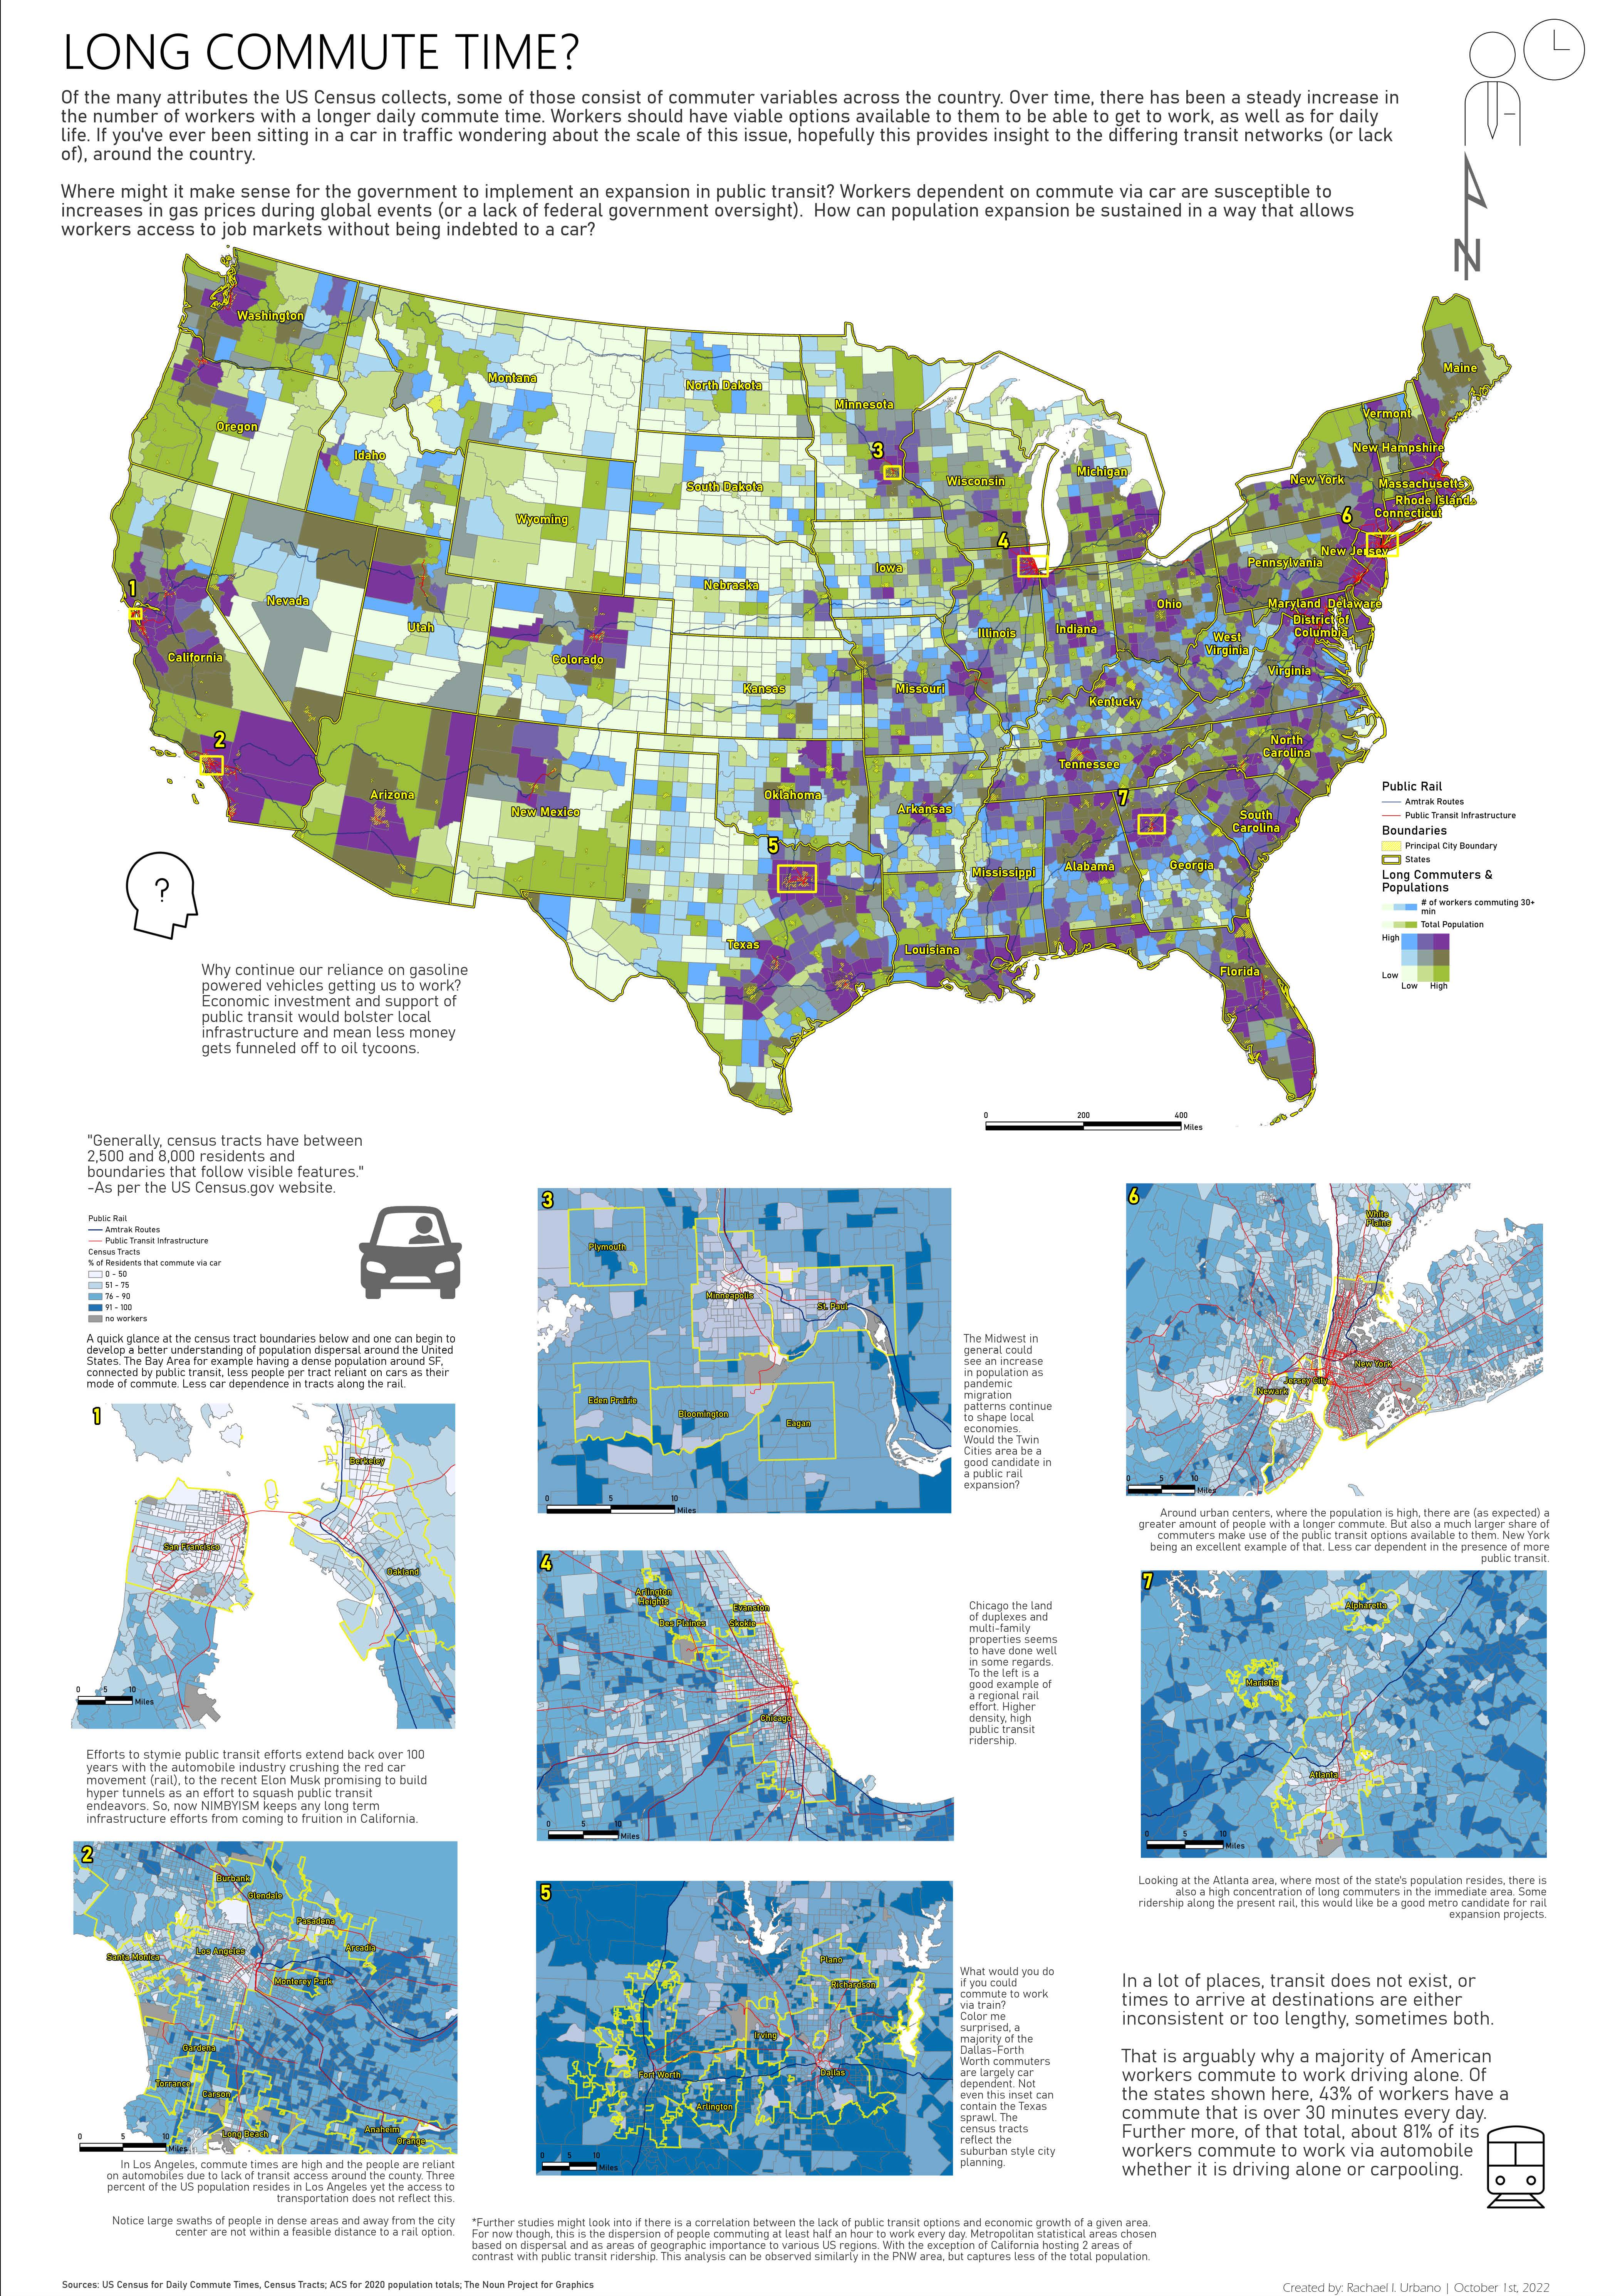 LONG COMMUTE TIME?
Of the many attributes the US Census collects, some of those consist of commuter variables across the country. Over time, there has been a steady increase in
the number of workers with a longer daily commute time. Workers should have viable options available to them to be able to get to work, as well as for daily
life. If you've ever been sitting in a car in traffic wondering about the scale of this issue, hopefully this provides insight to the differing transit networks (or lack
of), around the country.
Where might it make sense for the government to implement an expansion in public transit? Workers dependent on commute via car are susceptible to
increases in gas prices during global events (or a lack of federal government oversight). How can population expansion be sustained in a way that allows
workers access to job markets without being indebted to a car?
N
Washington
Montana
North Dakota
Minnesota
Maine
Vermont
Oregon
Idaho
3
New Hampshire
Michigan
Wisconsin
New York
Massachusetts
South Dakota
Rhode Island
Connecticut
Wyoming
6
4
New Jersey
Pennsylvania
Iowa
1
Nebraska
Nevada
Ohio
Maryland
Delaware
District of
Columbia
Utah
Illinois
Indiana
West
Virginia
California
Colorado
Virginia
Kansas
Missouri
Kentucky
2
North
Carolina
Tennessee
Arizona
New Mexico
Oklahoma
Arkansas
7
South
Carolina
5
Mississippi
Alabama
Georgia
Texas
Louisiana
Florida
Public Rail
Amtrak Routes
Public Transit Infrastructure
Boundaries
Principal City Boundary
States
Long Commuters &
Populations
# of workers commuting 30+
min
Total Population
High
Low
Low High
?
Why continue our reliance on gasoline
powered vehicles getting us to work?
Economic investment and support of
public transit would bolster local
infrastructure and mean less money
gets funneled off to oil tycoons.
0 200 400
Miles
"Generally, census tracts have between
2,500 and 8,000 residents and
boundaries that follow visible features."
-As per the US Census.gov website.
Public Rail
Amtrak Routes
Public Transit Infrastructure
Census Tracts
% of Residents that commute via car
0 - 50
51 - 75
76 - 90
91 - 100
no workers
A quick glance at the census tract boundaries below and one can begin to
develop a better understanding of population dispersal around the United
States. The Bay Area for example having a dense population around SF,
connected by public transit, less people per tract reliant on cars as their
mode of commute. Less car dependence in tracts along the rail.
1
Berkeley
San Francisco
Oakland
0 5 10
Miles
Efforts to stymie public transit efforts extend back over 100
years with the automobile industry crushing the red car
movement (rail), to the recent Elon Musk promising to build
hyper tunnels as an effort to squash public transit
endeavors. So, now NIMBYISM keeps any long term
infrastructure efforts from coming to fruition in California.
2
Burbank
Glendale
Pasadena
Arcadia
Santa Monica
Los Angeles
Monterey Park
Gardena
Torrance
Carson
Long Beach
Anaheim
Orange
0 5 10
Miles
In Los Angeles, commute times are high and the people are reliant
on automobiles due to lack of transit access around the county. Three
percent of the US population resides in Los Angeles yet the access to
transportation does not reflect this.
Notice large swaths of people in dense areas and away from the city
center are not within a feasible distance to a rail option.
3
Plymouth
Minneapolis
St. Paul
Eden Prairie
Bloomington
Eagan
0 5 10
Miles
The Midwest in
general could
see an increase
in population as
pandemic
migration
patterns continue
to shape local
economies.
Would the Twin
Cities area be a
good candidate in
a public rail
expansion?
4
Arlington
Heights
Des Plaines
Evanston
Skokie
Chicago
0 5 10
Miles
Chicago the land
of duplexes and
multi-family
properties seems
to have done well
in some regards.
To the left is a
good example of
a regional rail
effort. Higher
density, high
public transit
ridership.
5
Plano
Richardson
Irving
Fort Worth
Dallas
Arlington
0 5 10
Miles
What would you do
if you could
commute to work
via train?
Color me
surprised, a
majority of the
Dallas-Forth
Worth commuters
are largely car
dependent. Not
even this inset can
contain the Texas
sprawl. The
census tracts
reflect the
suburban style city
planning.
6
White
Plains
New York
Jersey City
Newark
0 5 10
Miles
Around urban centers, where the population is high, there are (as expected) a
greater amount of people with a longer commute. But also a much larger share of
commuters make use of the public transit options available to them. New York
being an excellent example of that. Less car dependent in the presence of more
public transit.
7
Alpharetta
Marietta
Atlanta
0 5 10
Miles
Looking at the Atlanta area, where most of the state's population resides, there is
also a high concentration of long commuters in the immediate area. Some
ridership along the present rail, this would like be a good metro candidate for rail
expansion projects.
In a lot of places, transit does not exist, or
times to arrive at destinations are either
inconsistent or too lengthy, sometimes both.
That is arguably why a majority of American
workers commute to work driving alone. Of
the states shown here, 43% of workers have a
commute that is over 30 minutes every day.
Further more, of that total, about 81% of its
workers commute to work via automobile
whether it is driving alone or carpooling.
*Further studies might look into if there is a correlation between the lack of public transit options and economic growth of a given area.
For now though, this is the dispersion of people commuting at least half an hour to work every day. Metropolitan statistical areas chosen
based on dispersal and as areas of geographic importance to various US regions. With the exception of California hosting 2 areas of
contrast with public transit ridership. This analysis can be observed similarly in the PNW area, but captures less of the total population.
Sources: US Census for Daily Commute Times, Census Tracts; ACS for 2020 population totals; The Noun Project for Graphics
Created by: Rachael I. Urbano | October 1st, 2022